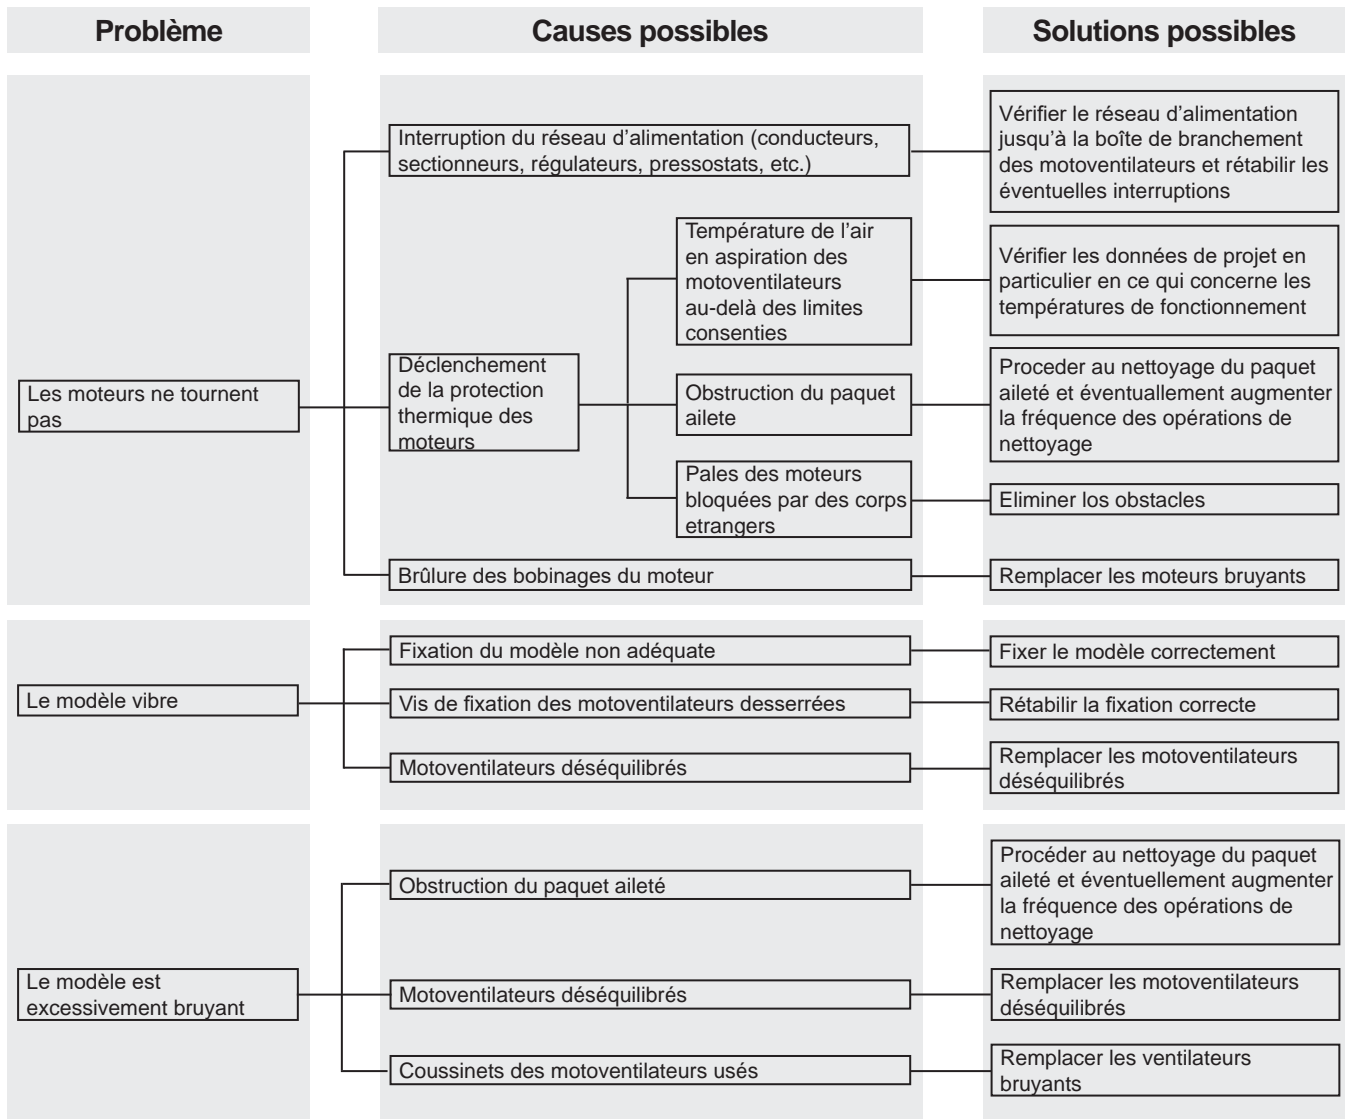 Problème
Causes possibles
Solutions possibles
Les moteurs ne tournent
pas
Interruption du réseau d’alimentation (conducteurs,
sectionneurs, régulateurs, pressostats, etc.)
Vérifier le réseau d’alimentation
jusqu’à la boîte de branchement
des motoventilateurs et rétabilir les
éventuelles interruptions
Déclenchement
de la protection
thermique des
moteurs
Température de l’air
en aspiration des
motoventilateurs
au-delà des limites
consenties
Vérifier les données de projet en
particulier en ce qui concerne les
températures de fonctionnement
Obstruction du paquet
ailete
Proceder au nettoyage du paquet
aileté et éventuallement augmenter
la fréquence des opérations de
nettoyage
Pales des moteurs
bloquées par des corps
etrangers
Eliminer los obstacles
Brûlure des bobinages du moteur
Remplacer les moteurs bruyants
Le modèle vibre
Fixation du modèle non adéquate
Fixer le modèle correctement
Vis de fixation des motoventilateurs desserrées
Rétabilir la fixation correcte
Motoventilateurs déséquilibrés
Remplacer les motoventilateurs
déséquilibrés
Le modèle est
excessivement bruyant
Obstruction du paquet aileté
Procéder au nettoyage du paquet
aileté et éventuellement augmenter
la fréquence des opérations de
nettoyage
Motoventilateurs déséquilibrés
Remplacer les motoventilateurs
déséquilibrés
Coussinets des motoventilateurs usés
Remplacer les ventilateurs
bruyants